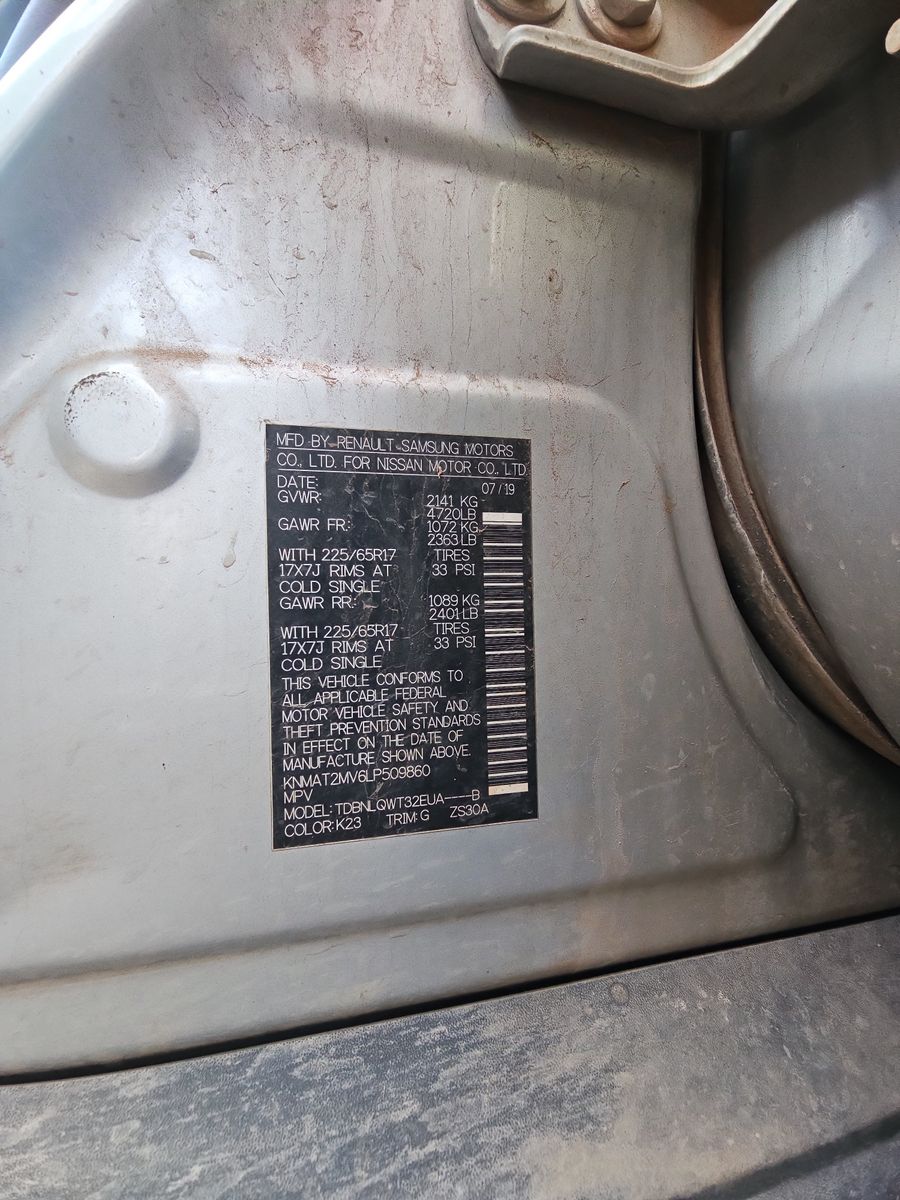 MFD BY RENAULT SAMSUNG MOTORS
CO., LTD. FOR NISSAN MOTOR CO., LTD
DATE: 07/19
GVWR: 2141 KG
4720LB
GAWR FR: 1072 KG
2363LB
WITH 225/65R17 TIRES
17X7J RIMS AT 33 PSI
COLD SINGLE
GAWR RR: 1089 KG
2401LB
WITH 225/65R17 TIRES
17X7J RIMS AT 33 PSI
COLD SINGLE
THIS VEHICLE CONFORMS TO
ALL APPLICABLE FEDERAL
MOTOR VEHICLE SAFETY AND
THEFT PREVENTION STANDARDS
IN EFFECT ON THE DATE OF
MANUFACTURE SHOWN ABOVE.
KNMAT2MV6LP509860
MPV
MODEL: TDBNLQWT32EUA----B
COLOR: K23 TRIM: G ZS30A